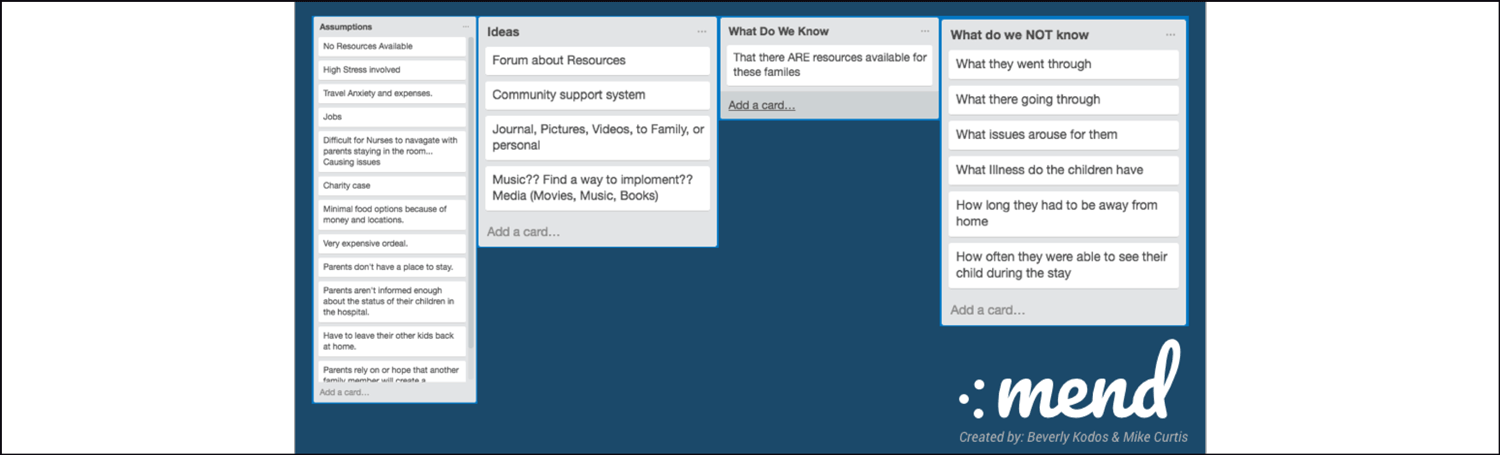 Assumptions
No Resources Available
High Stress involved
Travel Anxiety and expenses.
Jobs
Difficult for Nurses to navagate with
parents staying in the room...
Causing issues
Charity case
Minimal food options because of
money and locations.
Very expensive ordeal.
Parents don't have a place to stay.
Parents aren't informed enough
about the status of their children in
the hospital.
Have to leave their other kids back
at home.
Parents rely on or hope that another
family member will create a
Add a card...
Ideas
Forum about Resources
Community support system
Journal, Pictures, Videos, to Family, or
personal
Music?? Find a way to imploment??
Media (Movies, Music, Books)
Add a card...
What Do We Know
That there ARE resources available for
these familes
Add a card...
What do we NOT know
What they went through
What there going through
What issues arouse for them
What Illness do the children have
How long they had to be away from
home
How often they were able to see their
child during the stay
Add a card...
mend
Created by: Beverly Kodos & Mike Curtis